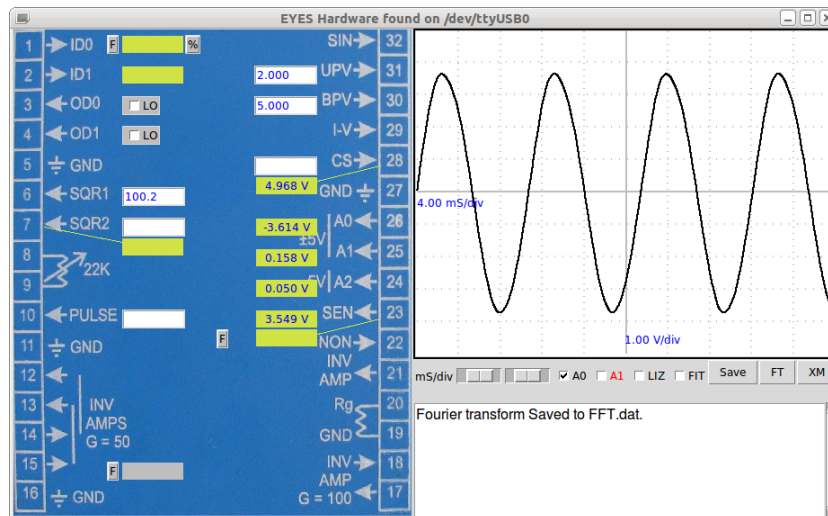 EYES Hardware found on /dev/ttyUSB0
1 ID0 F %
2 ID1
3 OD0 LO
4 OD1 LO
5 GND
6 SQR1 100.2
7 SQR2
8
22K
9
10 PULSE
11 GND
12
13 INV
AMPS
14 G = 50
15 F
16 GND
SIN 32
2.000 UPV 31
5.000 BPV 30
I-V 29
CS 28
4.968 V GND 27
-3.614 V A0 26
±5V
0.158 V A1 25
0.050 V 5V A2 24
3.549 V SEN 23
F NON 22
INV
AMP 21
Rg 20
GND 19
INV 18
AMP
G = 100 17
4.00 mS/div
1.00 V/div
mS/div A0 A1 LIZ FIT Save FT XM
Fourier transform Saved to FFT.dat.